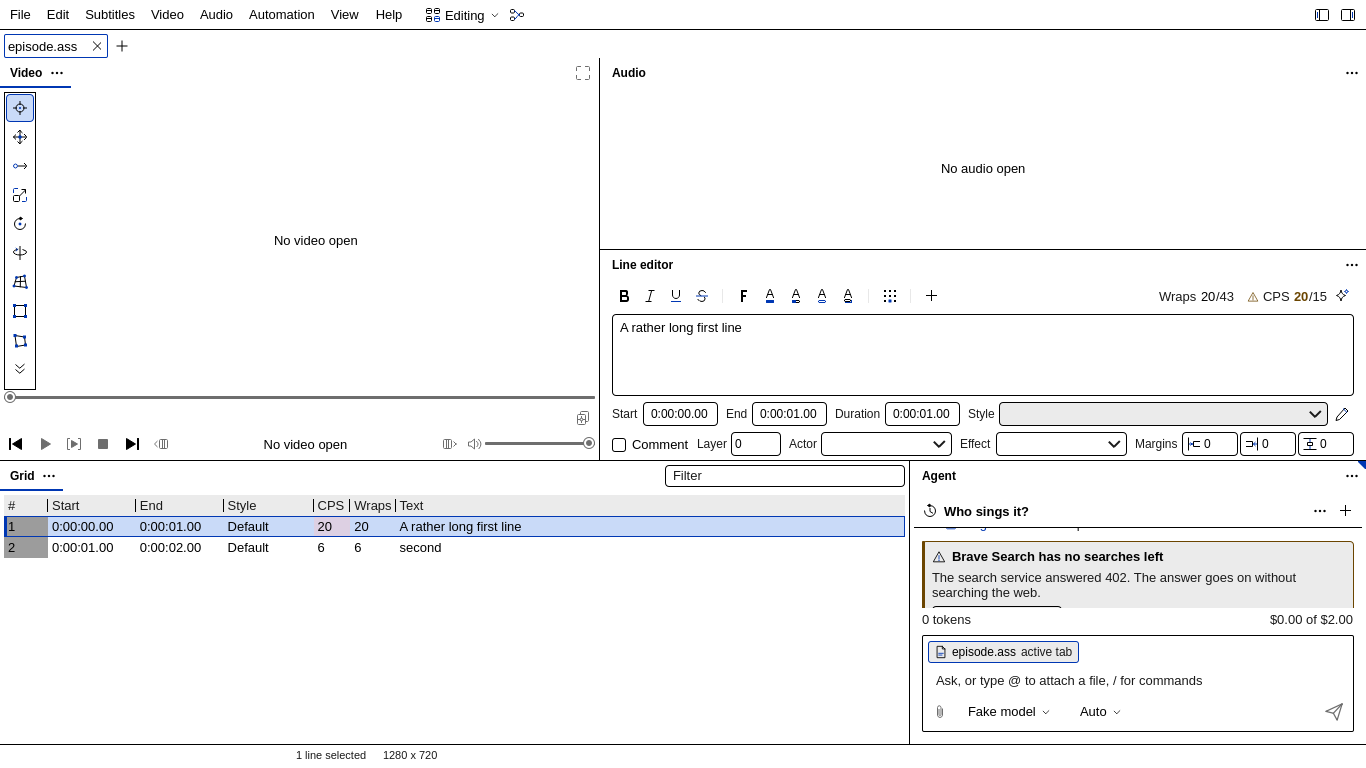 File Edit Subtitles Video Audio Automation View Help Editing
episode.ass
Video
No video open
No video open
Audio
No audio open
Line editor
B I U S F A A A A Wraps 20/43 CPS 20/15
A rather long first line
Start 0:00:00.00 End 0:00:01.00 Duration 0:00:01.00 Style
Comment Layer 0 Actor Effect Margins 0 0 0
Grid Filter
# Start End Style CPS Wraps Text
1 0:00:00.00 0:00:01.00 Default 20 20 A rather long first line
2 0:00:01.00 0:00:02.00 Default 6 6 second
Agent
Who sings it?
Brave Search has no searches left
The search service answered 402. The answer goes on without
searching the web.
0 tokens $0.00 of $2.00
episode.ass active tab
Ask, or type @ to attach a file, / for commands
Fake model Auto
1 line selected 1280 x 720